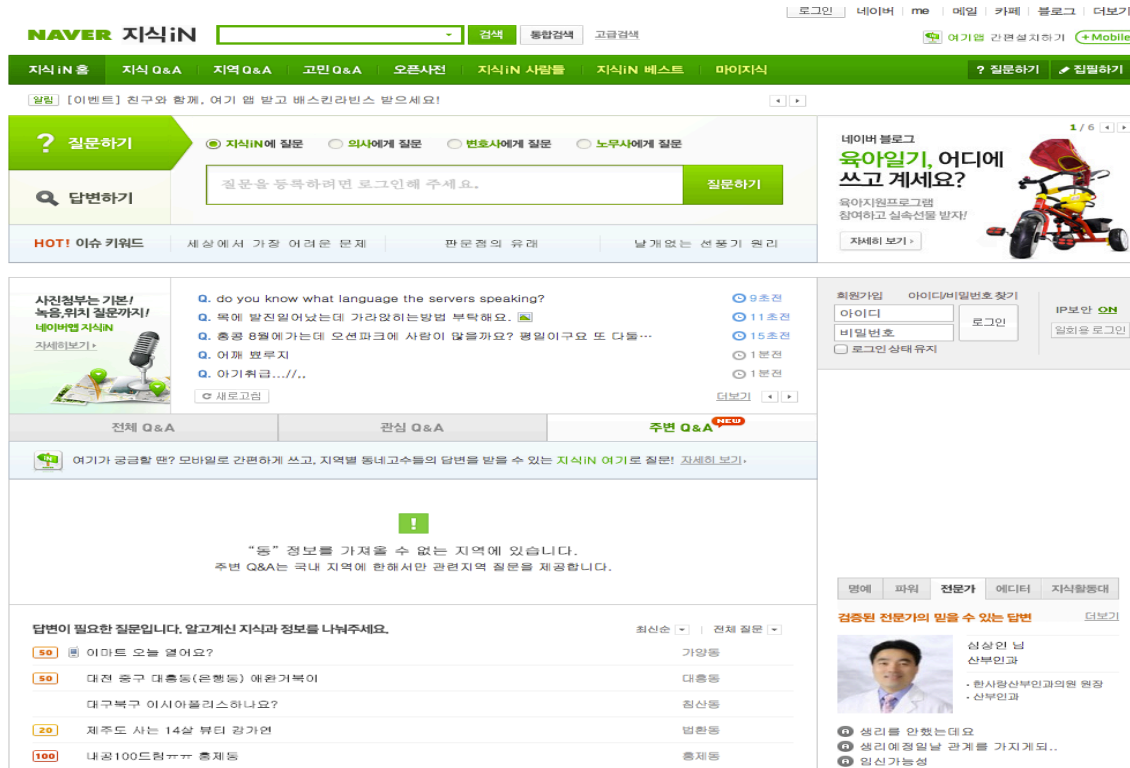 로그인 네이버 me 메일 카페 블로그 더보기
NAVER 지식iN 검색 통합검색 고급검색
여기앱 간편설치하기 +Mobile
지식iN 홈 지식 Q&A 지역 Q&A 고민 Q&A 오픈사전 지식iN 사람들 지식iN 베스트 마이지식 ? 질문하기 집필하기
알림 [이벤트] 친구와 함께, 여기 앱 받고 배스킨라빈스 받으세요!
? 질문하기
지식iN에 질문 의사에게 질문 변호사에게 질문 노무사에게 질문
질문을 등록하려면 로그인해 주세요. 질문하기
답변하기
HOT! 이슈 키워드 세상에서 가장 어려운 문제 판문점의 유래 날개없는 선풍기 원리
1 / 6
네이버 블로그
육아일기, 어디에
쓰고 계세요?
육아지원프로그램
참여하고 실속선물 받자!
자세히 보기
사진첨부는 기본!
녹음,위치 질문까지!
네이버앱 지식iN
자세히보기
Q. do you know what language the servers speaking? 9초전
Q. 목에 발진일어났는데 가라앉히는방법 부탁해요. 11초전
Q. 홍콩 8월에가는데 오션파크에 사람이 많을까요? 평일이구요 또 다들… 15초전
Q. 어깨 뾰루지 1분전
Q. 아기취급...//,, 1분전
새로고침 더보기
회원가입 아이디/비밀번호 찾기
아이디
비밀번호
로그인
로그인 상태 유지
IP보안 ON
일회용 로그인
전체 Q&A 관심 Q&A 주변 Q&A NEW
여기가 궁금할 땐? 모바일로 간편하게 쓰고, 지역별 동네고수들의 답변을 받을 수 있는 지식iN 여기로 질문! 자세히 보기
!
“동” 정보를 가져올 수 없는 지역에 있습니다.
주변 Q&A는 국내 지역에 한해서만 관련지역 질문을 제공합니다.
답변이 필요한 질문입니다. 알고계신 지식과 정보를 나눠주세요. 최신순 전체 질문
50 이마트 오늘 열어요? 가양동
50 대전 중구 대흥동(은행동) 애완거북이 대흥동
대구북구 이시아폴리스하나요? 침산동
20 제주도 사는 14살 뷰티 강가연 법환동
100 내공100드림ㅠㅠ 홍제동 홍제동
명예 파워 전문가 에디터 지식활동대
검증된 전문가의 믿을 수 있는 답변 더보기
심상인 님
산부인과
· 한사랑산부인과의원 원장
· 산부인과
생리를 안했는데요
생리예정일날 관계를 가지게되..
임신가능성